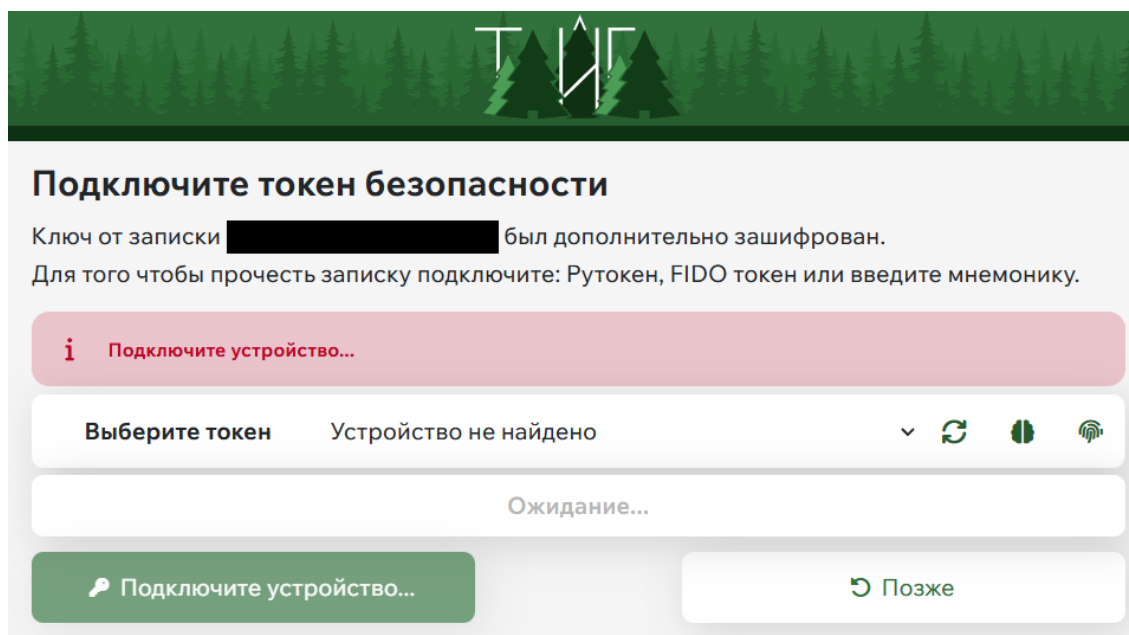 ТИГ
Подключите токен безопасности
Ключ от записки был дополнительно зашифрован.
Для того чтобы прочесть записку подключите: Рутокен, FIDO токен или введите мнемонику.
Подключите устройство...
Выберите токен Устройство не найдено
Ожидание...
Подключите устройство... Позже